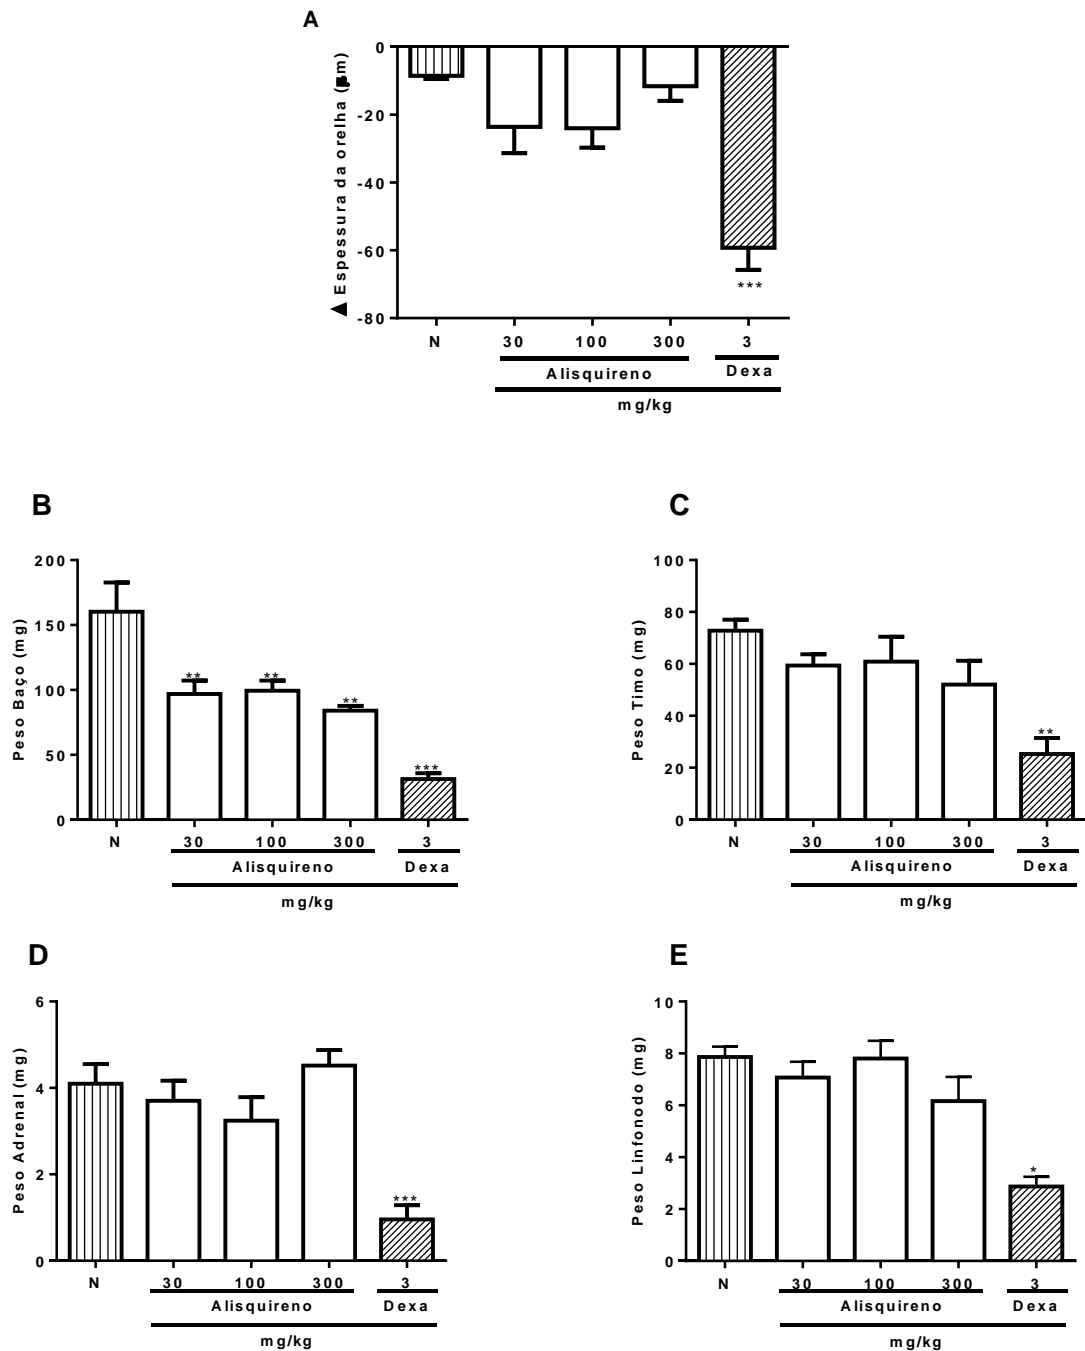 A
▲ Espessura da orelha (µm)
0
-20
-40
-60
-80
***
N 30 100 300 3
Alisquireno Dexa
mg/kg
B
Peso Baço (mg)
200
150
100
50
0
** ** ** ***
N 30 100 300 3
Alisquireno Dexa
mg/kg
C
Peso Timo (mg)
100
80
60
40
20
0
**
N 30 100 300 3
Alisquireno Dexa
mg/kg
D
Peso Adrenal (mg)
6
4
2
0
***
N 30 100 300 3
Alisquireno Dexa
mg/kg
E
Peso Linfonodo (mg)
10
8
6
4
2
0
*
N 30 100 300 3
Alisquireno Dexa
mg/kg